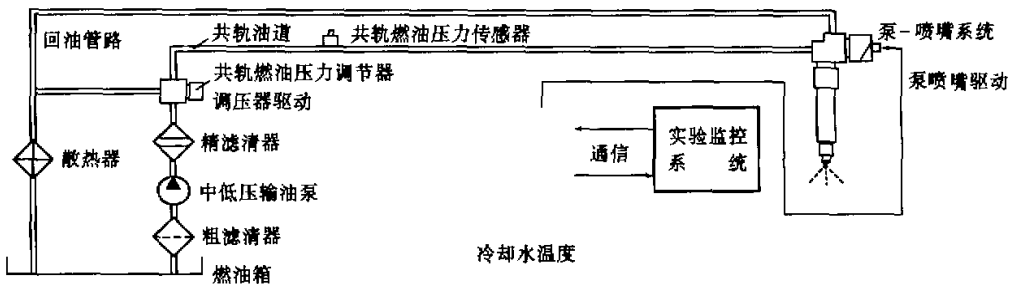 回油管路
共轨油道
共轨燃油压力传感器
泵-喷嘴系统
共轨燃油压力调节器
调压器驱动
泵喷嘴驱动
精滤清器
通信
实验监控
系 统
散热器
中低压输油泵
粗滤清器
冷却水温度
燃油箱